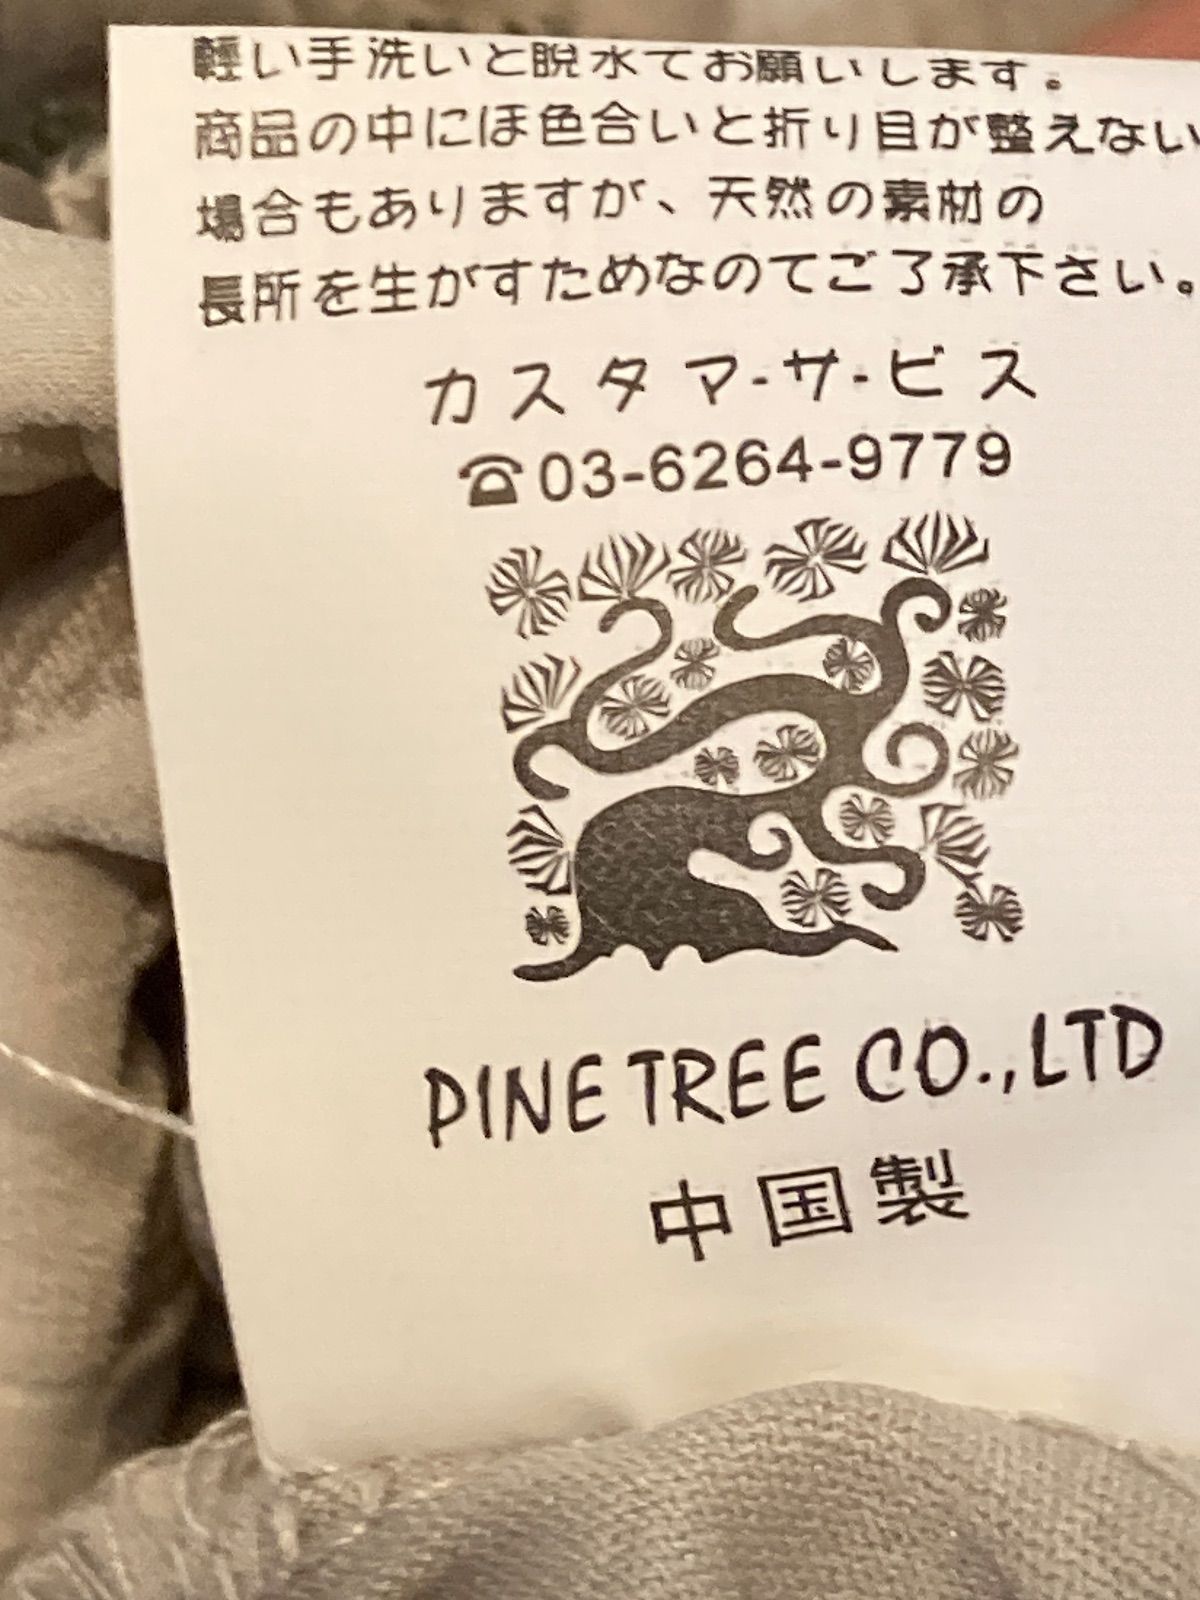 輕い手洗いと脱水てお願いします。
商品の中にほ色合いと折り目が整えない
場合もありますが、天然の素材の
長所を生がすためなのてご了承下さい。
カスタマ-サ-ビス
☎03-6264-9779
PINE TREE CO.,LTD
中国製